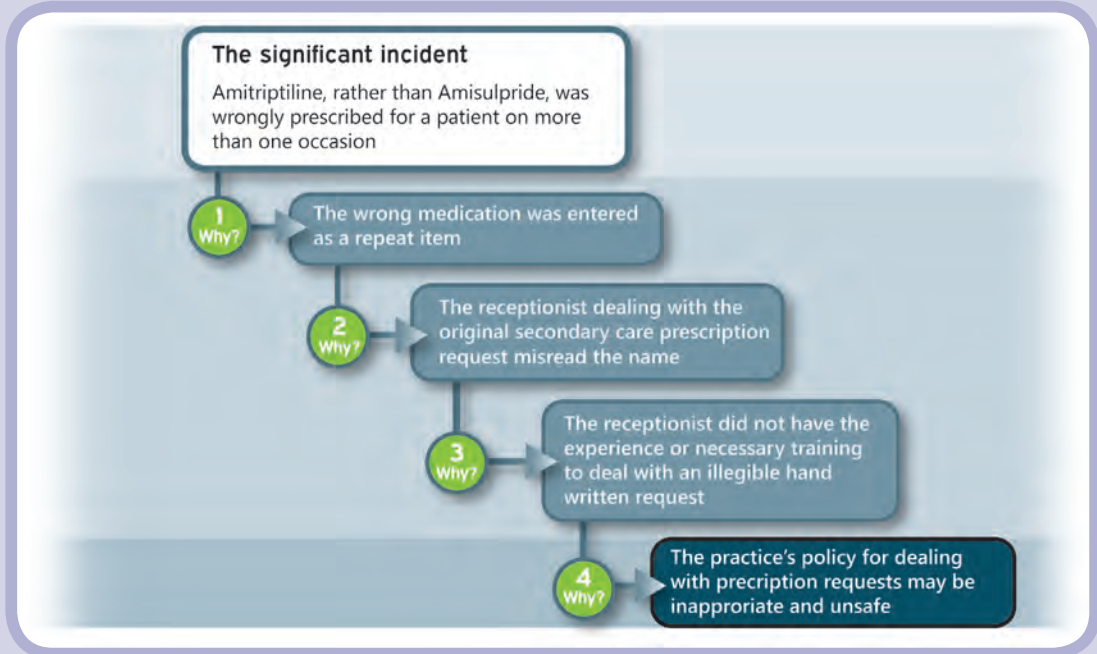 The significant incident
Amitriptiline, rather than Amisulpride, was
wrongly prescribed for a patient on more
than one occasion
1
Why?
The wrong medication was entered
as a repeat item
2
Why?
The receptionist dealing with the
original secondary care prescription
request misread the name
3
Why?
The receptionist did not have the
experience or necessary training
to deal with an illegible hand
written request
4
Why?
The practice's policy for dealing
with precription requests may be
inapproriate and unsafe